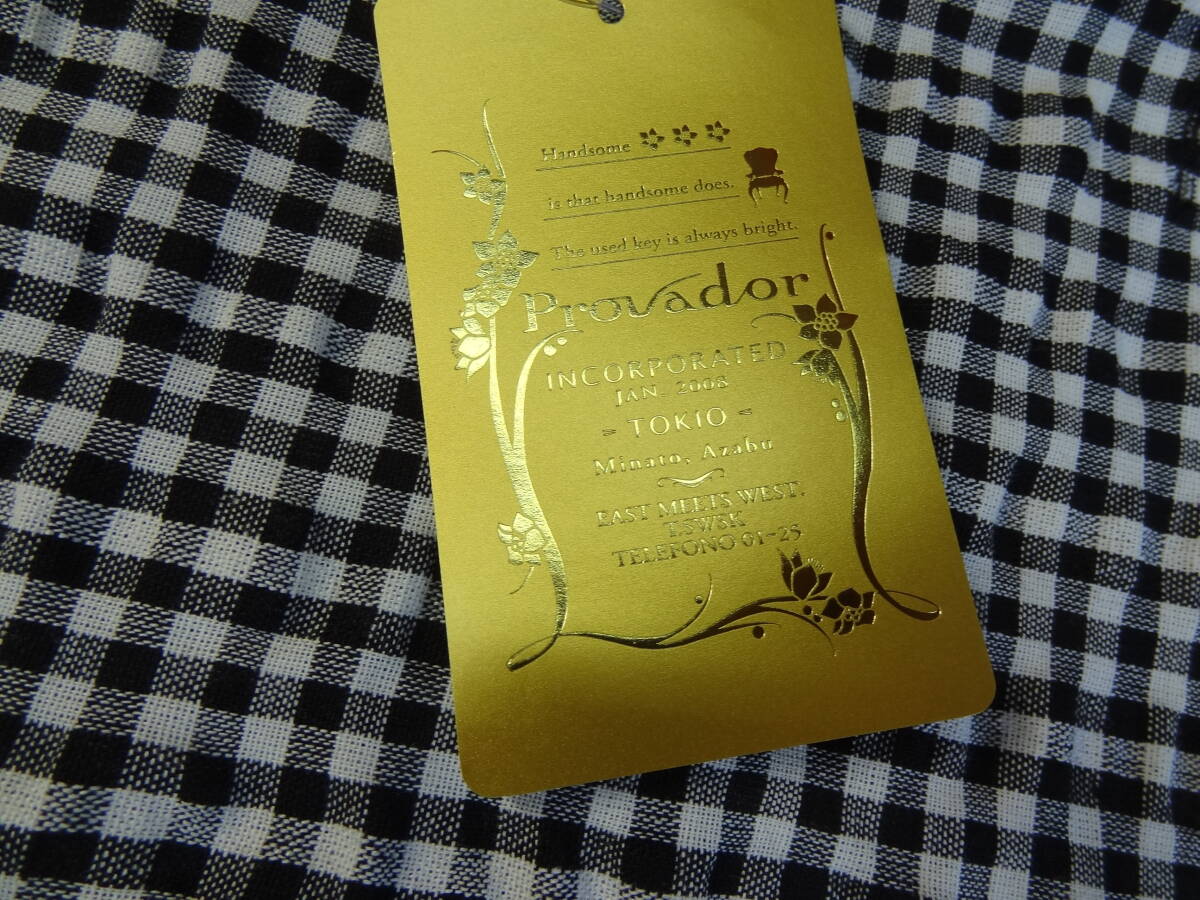 Handsome
is that handsome does.
The used key is always bright.
Provador
INCORPORATED
JAN. 2008
TOKIO
Minato, Azabu
EAST MEETS WEST.
T.SWSK
TELEFONO 01-25